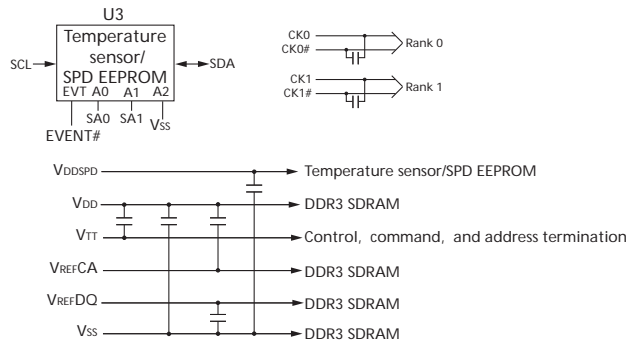 U3
Temperature
sensor/
SPD EEPROM
SCL
SDA
EVT A0 A1 A2
SA0 SA1 VSS
EVENT#
CK0
CK0#
Rank 0
CK1
CK1#
Rank 1
VDDSPD Temperature sensor/SPD EEPROM
VDD DDR3 SDRAM
VTT Control, command, and address termination
VREFCA DDR3 SDRAM
VREFDQ DDR3 SDRAM
VSS DDR3 SDRAM